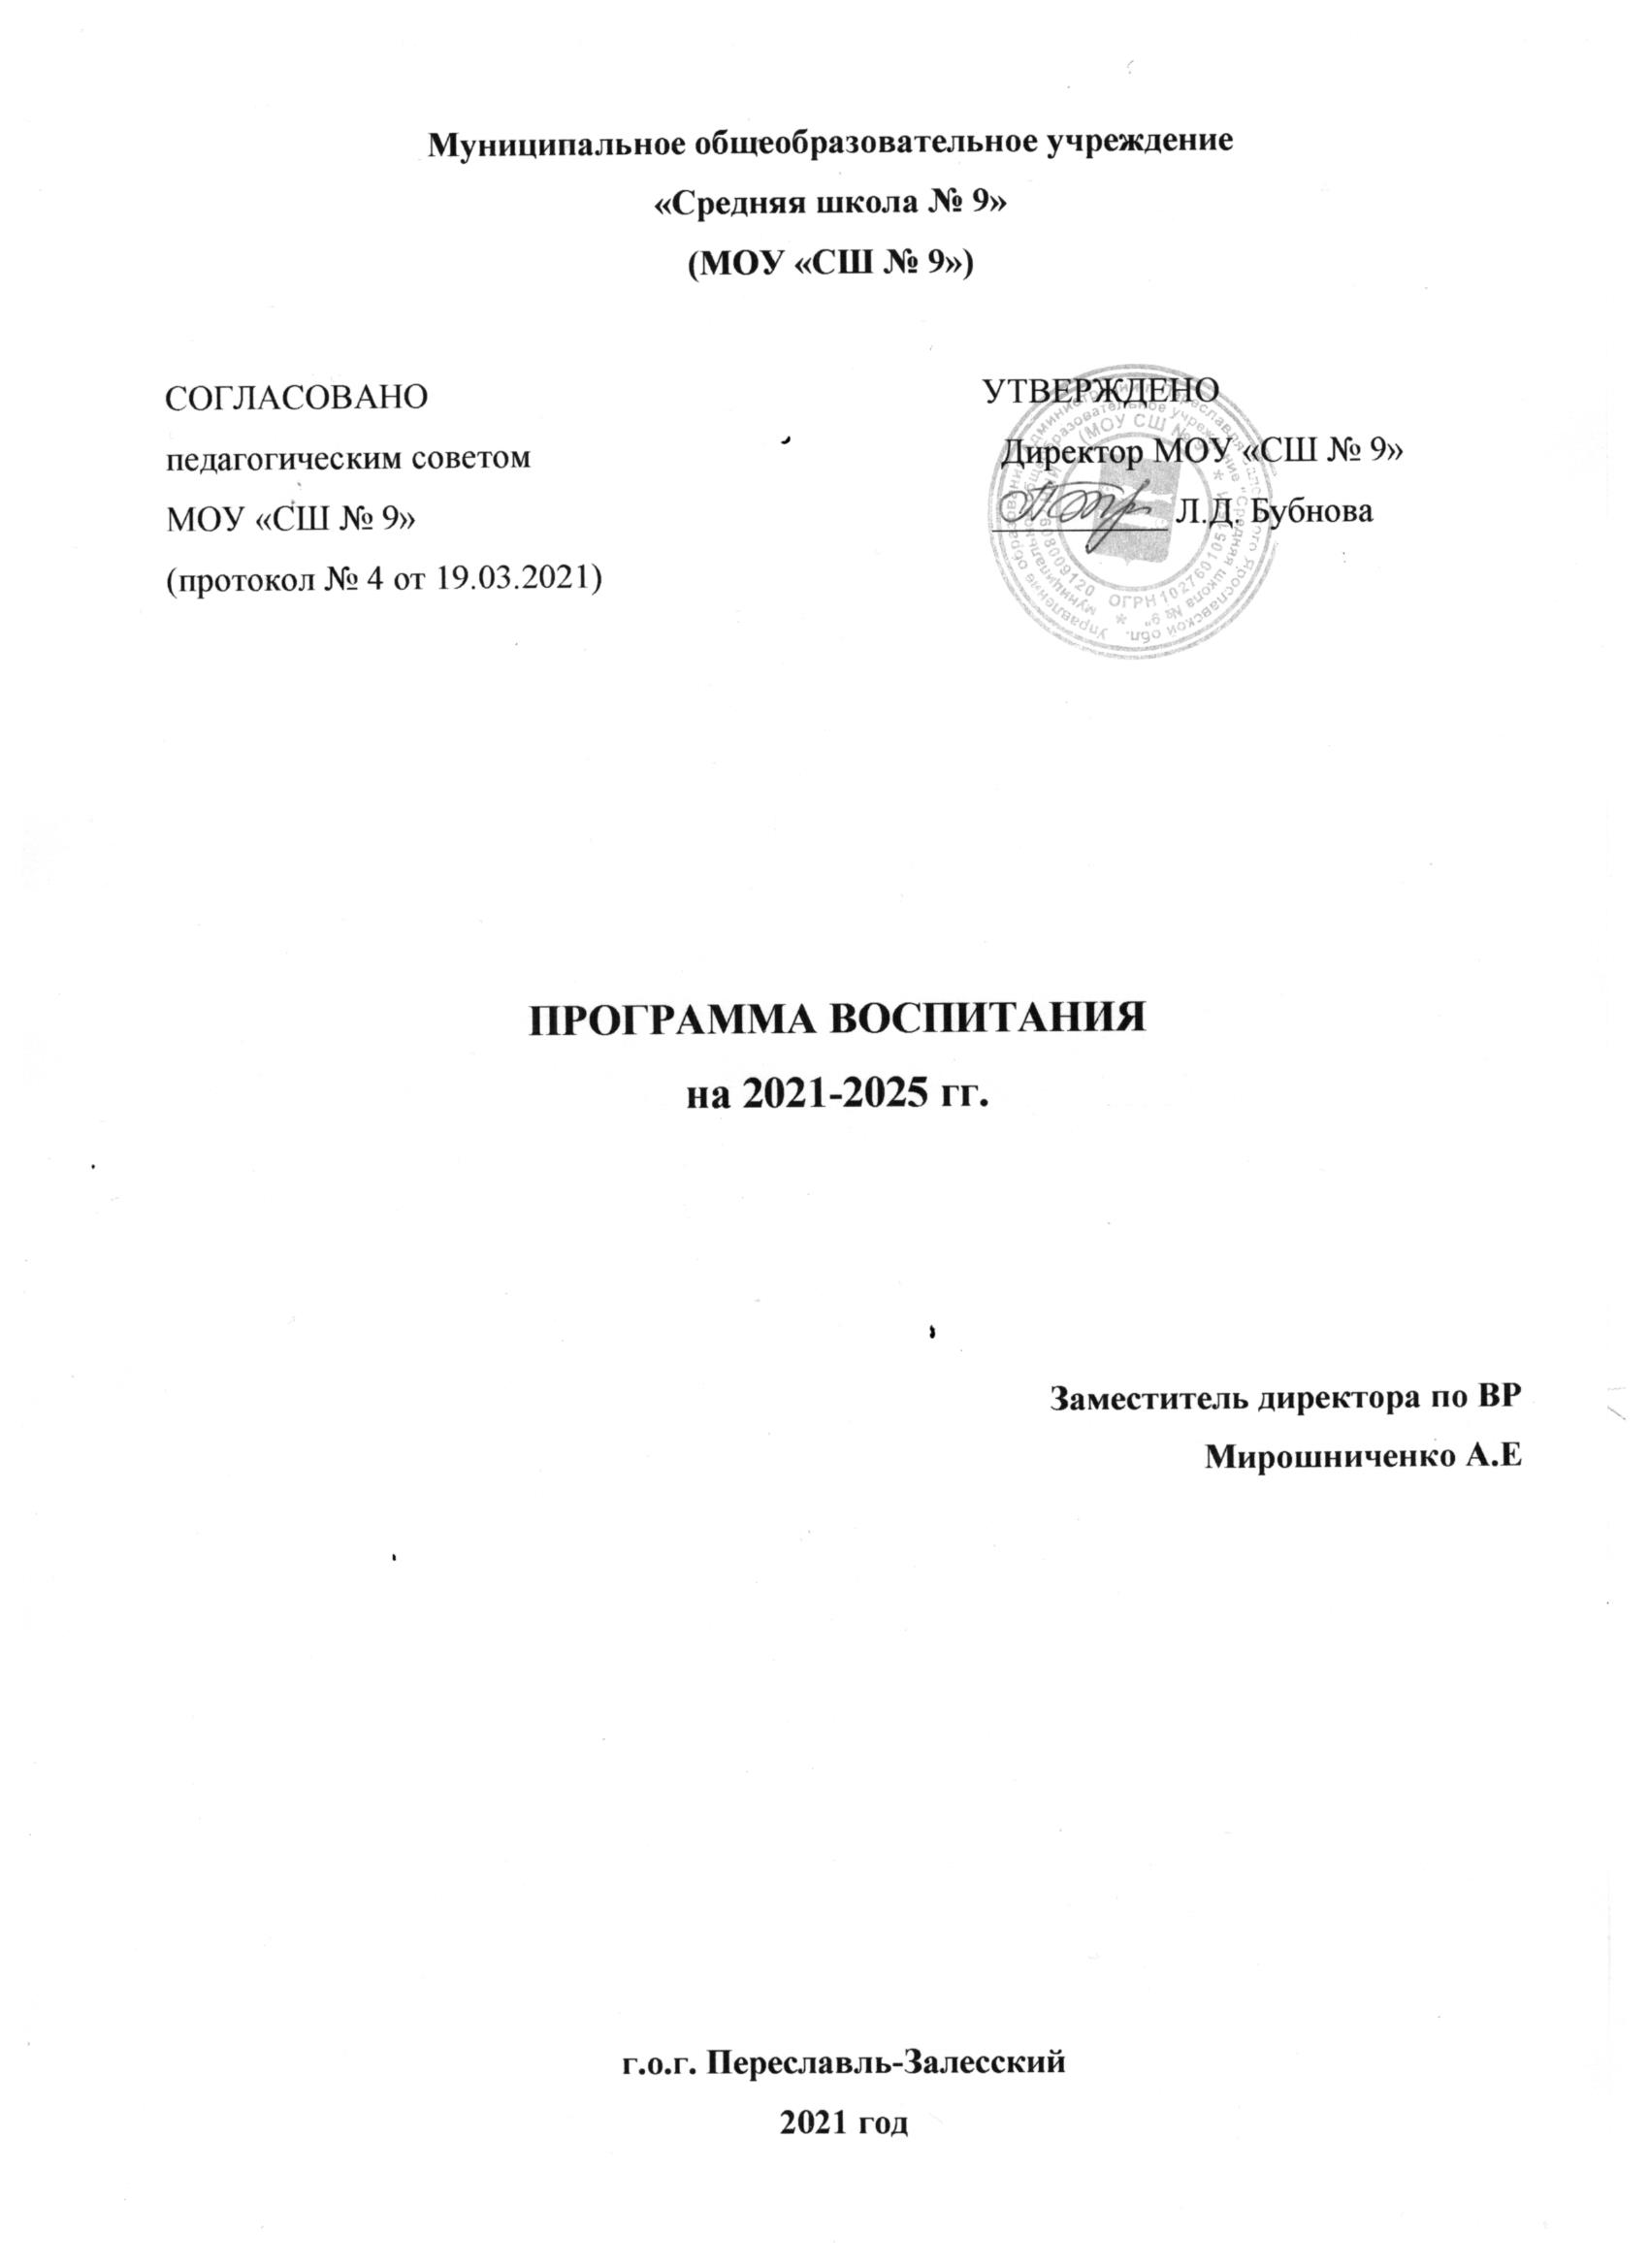 Муниципальное общеобразовательное учреждение
«Средняя школа № 9»
(МОУ «СШ № 9»)
СОГЛАСОВАНО
педагогическим советом
МОУ «СШ № 9»
(протокол № 4 от 19.03.2021)
УТВЕРЖДЕНО
Директор МОУ «СШ № 9»
Л.Д. Бубнова
ПРОГРАММА ВОСПИТАНИЯ
на 2021-2025 гг.
Заместитель директора по ВР
Мирошниченко А.Е
г.о.г. Переславль-Залесский
2021 год